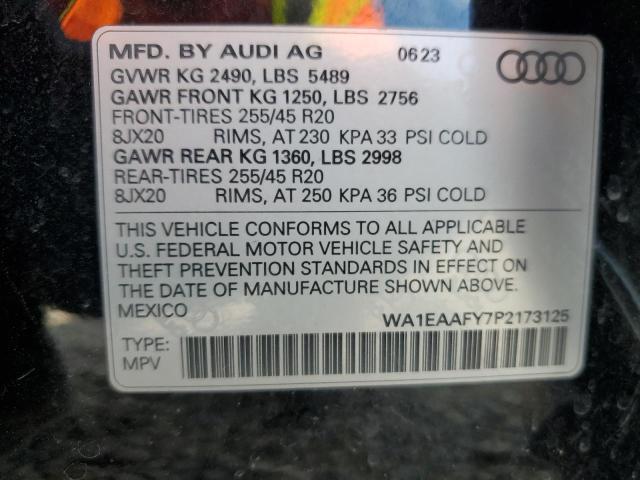 MFD. BY AUDI AG 0623
GVWR KG 2490, LBS 5489
GAWR FRONT KG 1250, LBS 2756
FRONT-TIRES 255/45 R20
8JX20 RIMS, AT 230 KPA 33 PSI COLD
GAWR REAR KG 1360, LBS 2998
REAR-TIRES 255/45 R20
8JX20 RIMS, AT 250 KPA 36 PSI COLD
THIS VEHICLE CONFORMS TO ALL APPLICABLE
U.S. FEDERAL MOTOR VEHICLE SAFETY AND
THEFT PREVENTION STANDARDS IN EFFECT ON
THE DATE OF MANUFACTURE SHOWN ABOVE.
MEXICO
WA1EAAFY7P2173125
TYPE:
MPV